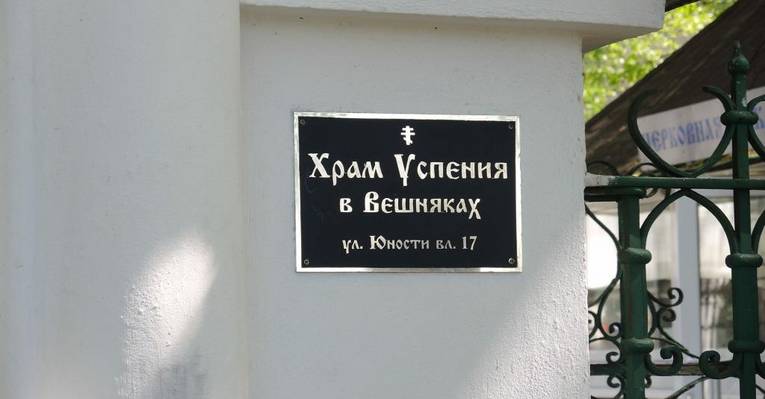 Храм Успения
в Вешняках
ул. Юности вл. 17